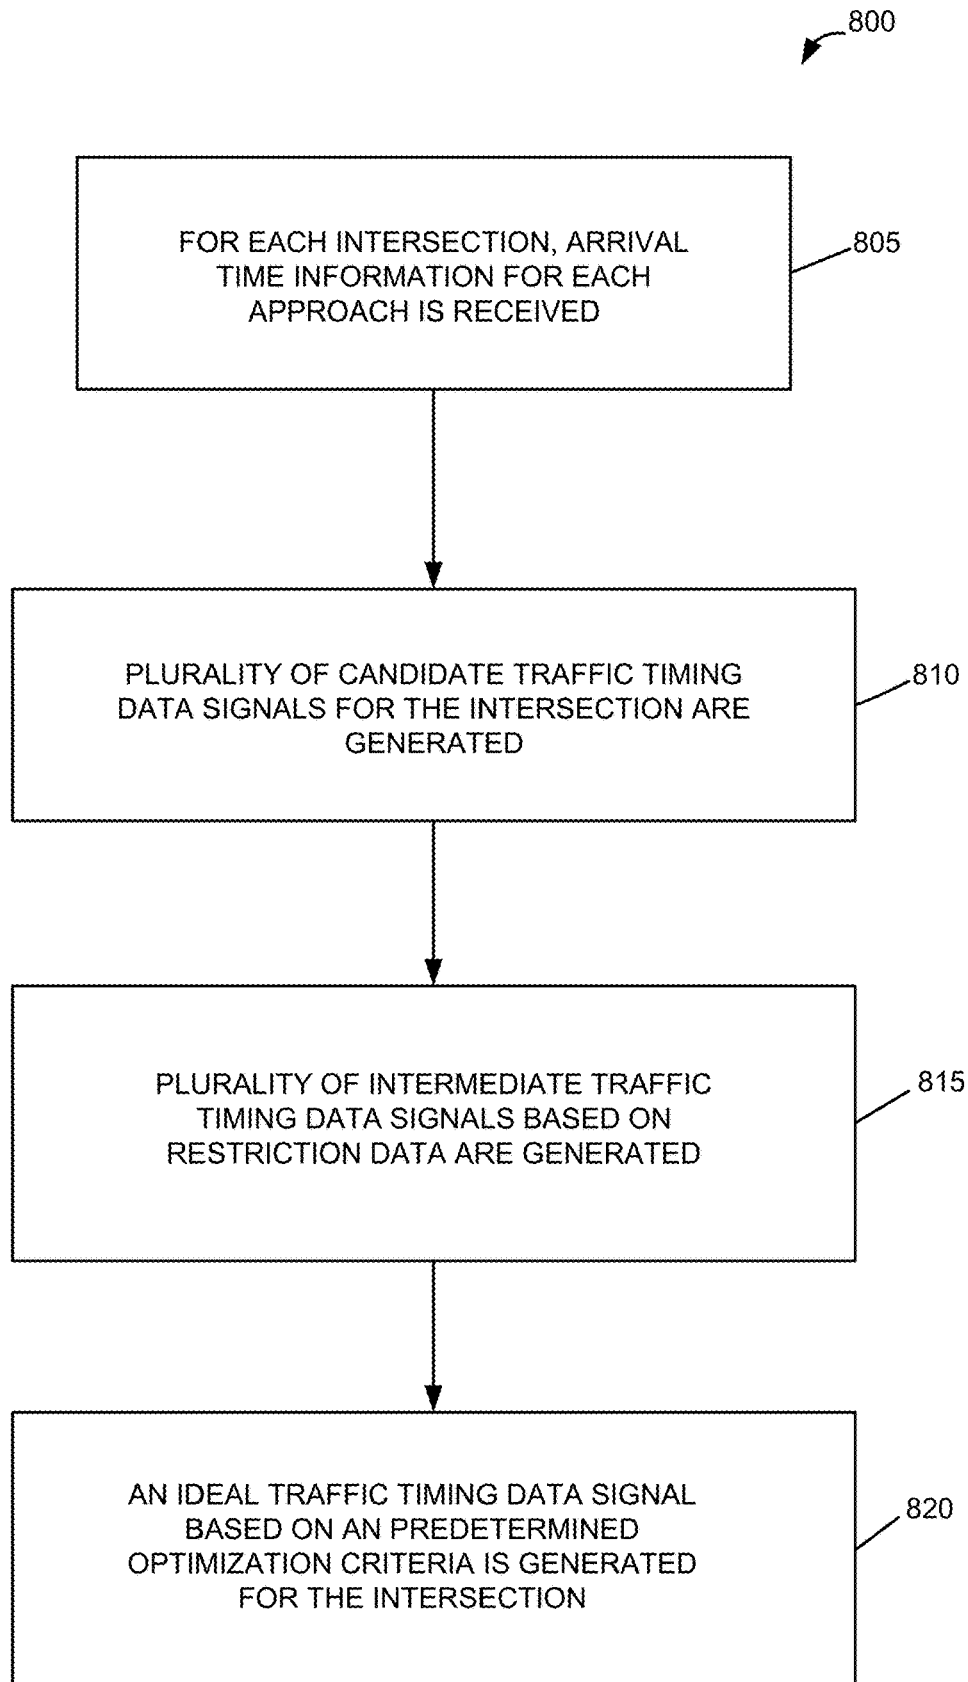 800
FOR EACH INTERSECTION, ARRIVAL
TIME INFORMATION FOR EACH
APPROACH IS RECEIVED
805
PLURALITY OF CANDIDATE TRAFFIC TIMING
DATA SIGNALS FOR THE INTERSECTION ARE
GENERATED
810
PLURALITY OF INTERMEDIATE TRAFFIC
TIMING DATA SIGNALS BASED ON
RESTRICTION DATA ARE GENERATED
815
AN IDEAL TRAFFIC TIMING DATA SIGNAL
BASED ON AN PREDETERMINED
OPTIMIZATION CRITERIA IS GENERATED
FOR THE INTERSECTION
820